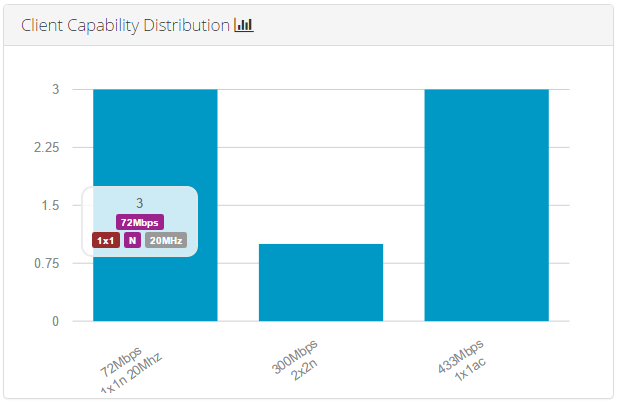 Client Capability Distribution
3
2.25
1.5
0.75
0
3
72Mbps
1x1 N 20MHz
72Mbps
1x1n 20Mhz
300Mbps
2x2n
433Mbps
1x1ac